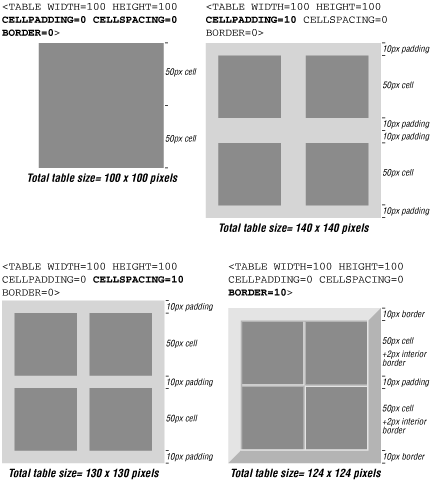 <TABLE WIDTH=100 HEIGHT=100
CELLPADDING=0 CELLSPACING=0
BORDER=0>
50px cell
50px cell
Total table size= 100 x 100 pixels
<TABLE WIDTH=100 HEIGHT=100
CELLPADDING=10 CELLSPACING=0
BORDER=0>
10px padding
50px cell
10px padding
10px padding
50px cell
10px padding
Total table size= 140 x 140 pixels
<TABLE WIDTH=100 HEIGHT=100
CELLPADDING=0 CELLSPACING=10
BORDER=0>
10px padding
50px cell
10px padding
50px cell
10px padding
Total table size= 130 x 130 pixels
<TABLE WIDTH=100 HEIGHT=100
CELLPADDING=0 CELLSPACING=0
BORDER=10>
10px border
50px cell
+2px interior
border
10px padding
50px cell
+2px interior
border
10px border
Total table size= 124 x 124 pixels